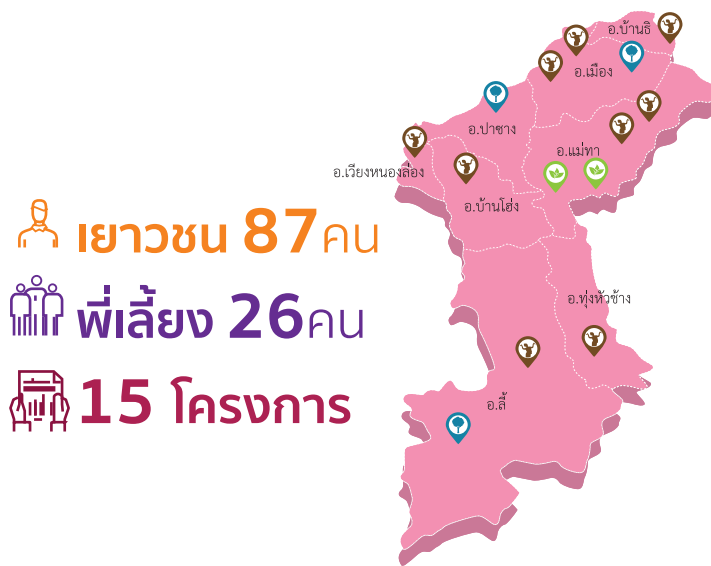 อ.บ้านธิ
อ.เมือง
อ.ป่าซาง
อ.แม่ทา
อ.เวียงหนองล่อง
อ.บ้านโฮ่ง
เยาวชน 87คน
อ.ทุ่งหัวช้าง
พี่เลี้ยง 26คน
15 โครงการ
อ.ลี้